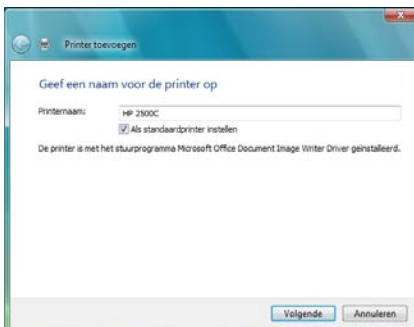 Printer toevoegen
Geef een naam voor de printer op
Printernaam: HP 2500C
Als standaardprinter instellen
De printer is met het stuurprogramma Microsoft Office Document Image Writer Driver geïnstalleerd.
Volgende Annuleren